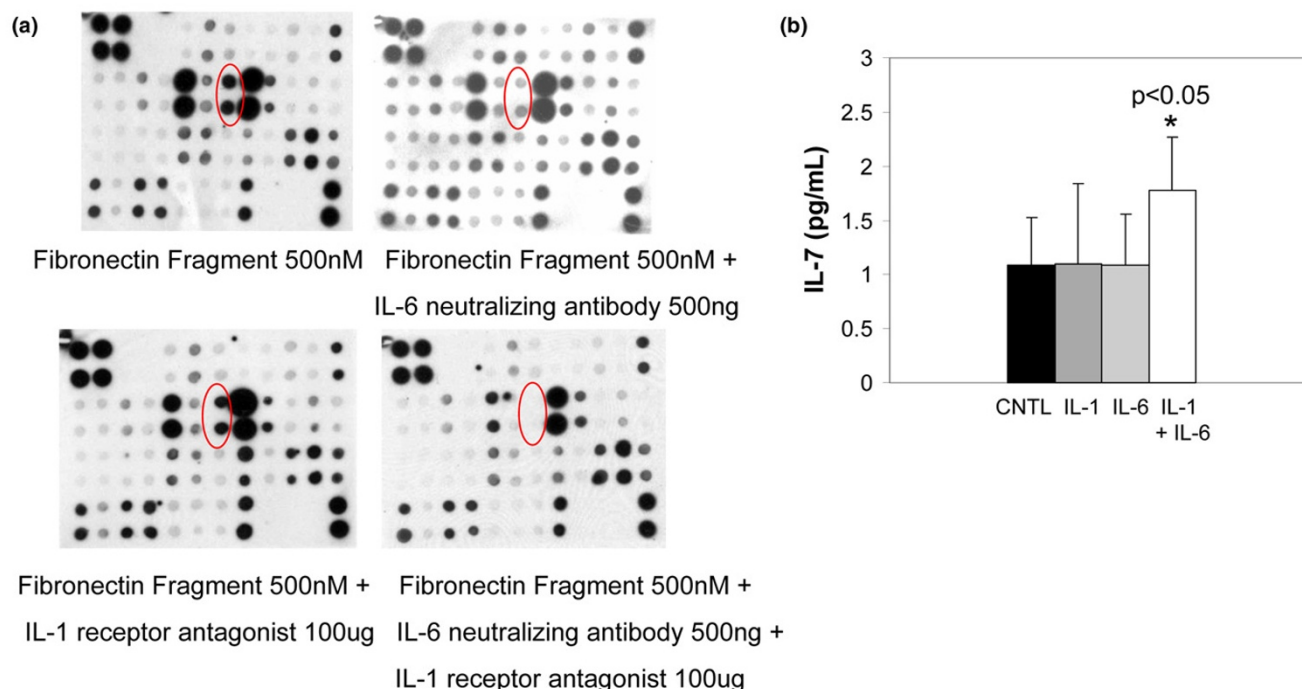 (a)
Fibronectin Fragment 500nM
Fibronectin Fragment 500nM +
IL-6 neutralizing antibody 500ng
Fibronectin Fragment 500nM +
IL-1 receptor antagonist 100ug
Fibronectin Fragment 500nM +
IL-6 neutralizing antibody 500ng +
IL-1 receptor antagonist 100ug
(b)
IL-7 (pg/mL)
3
2.5
2
1.5
1
0.5
0
p<0.05
*
CNTL IL-1 IL-6 IL-1
+ IL-6